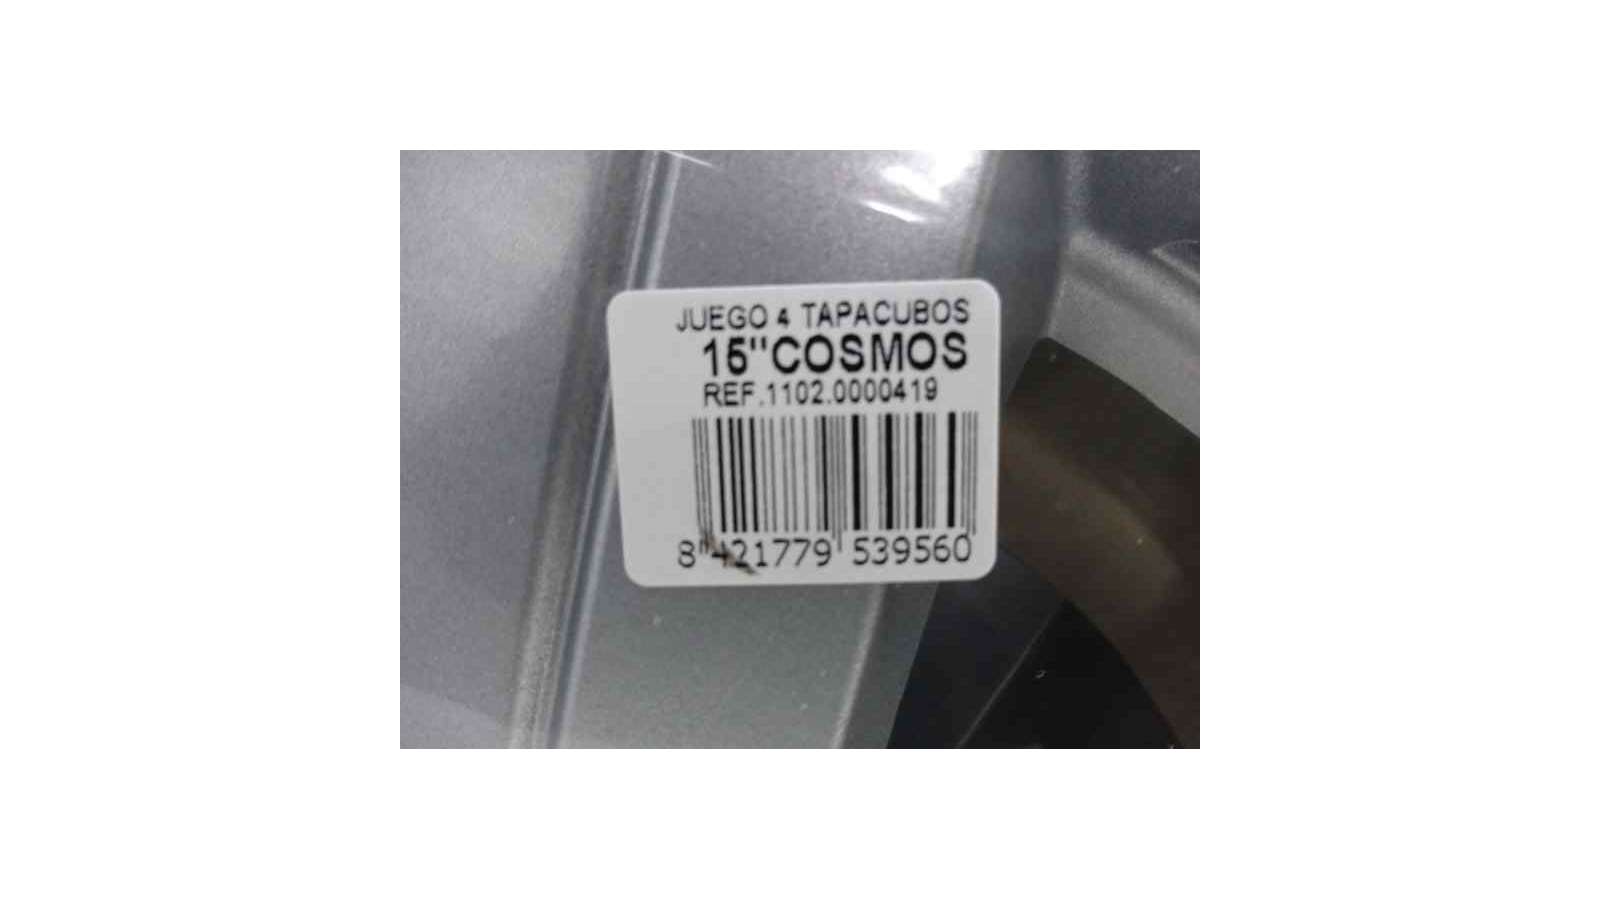 JUEGO 4 TAPACUBOS
15"COSMOS
REF.1102.0000419
8 421779 539560